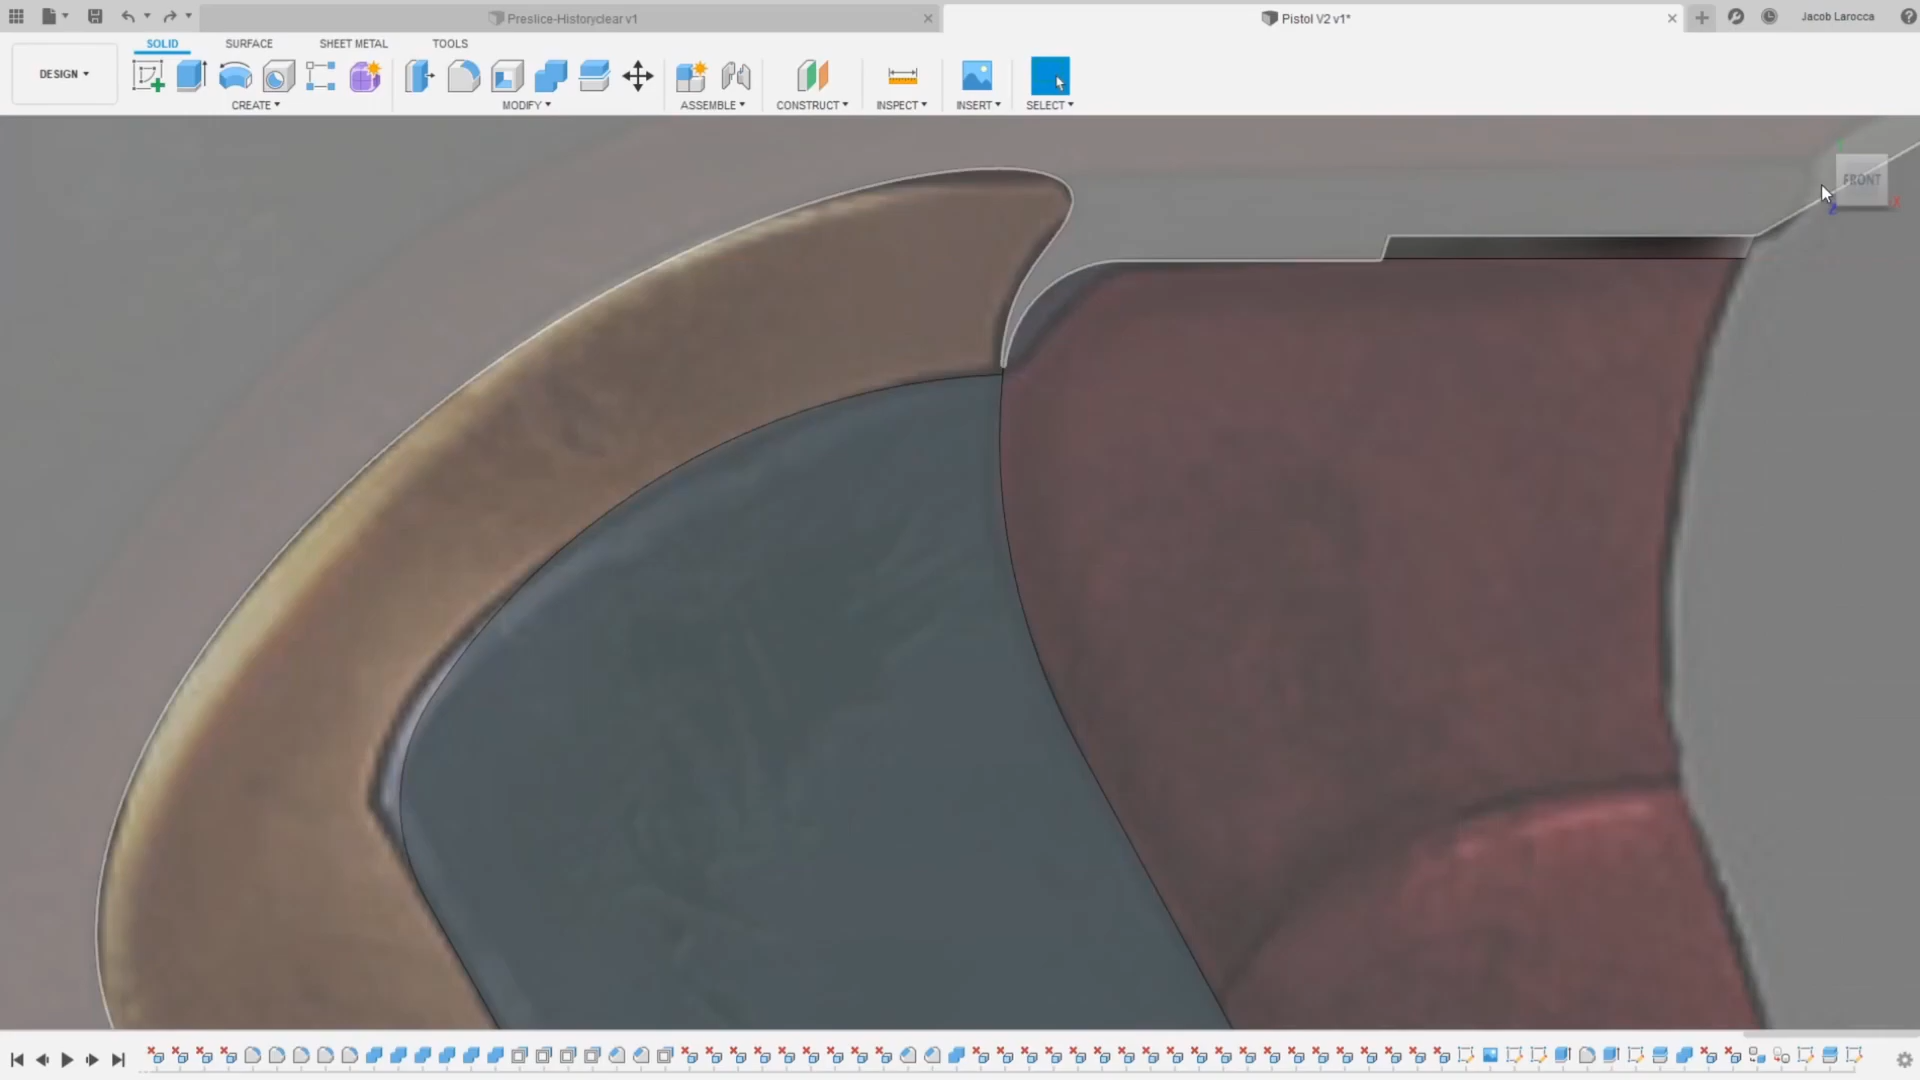 Preslice-Historyclear v1
Pistol V2 v1*
Jacob Larocca
DESIGN
SOLID
SURFACE
SHEET METAL
TOOLS
CREATE
MODIFY
ASSEMBLE
CONSTRUCT
INSPECT
INSERT
SELECT
FRONT
X
Z